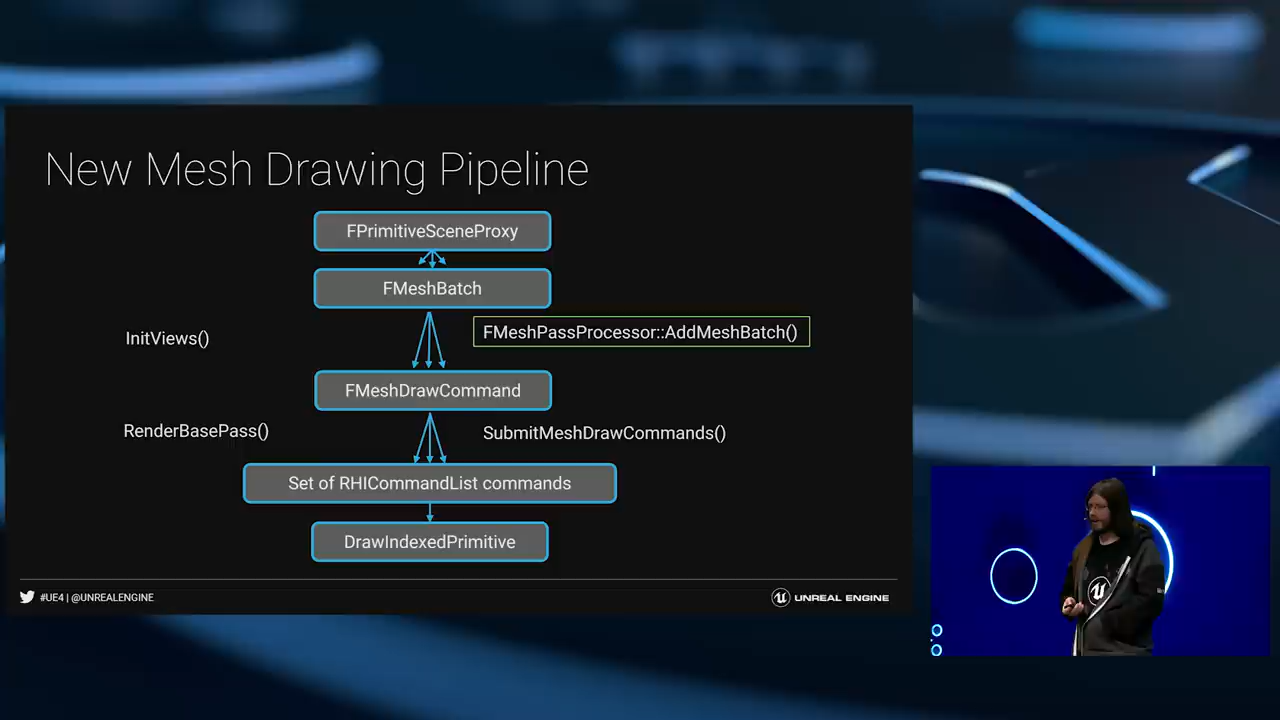 New Mesh Drawing Pipeline
FPrimitiveSceneProxy
FMeshBatch
InitViews()
FMeshPassProcessor::AddMeshBatch()
FMeshDrawCommand
RenderBasePass()
SubmitMeshDrawCommands()
Set of RHICommandList commands
DrawIndexedPrimitive
#UE4 | @UNREALENGINE
UNREAL ENGINE